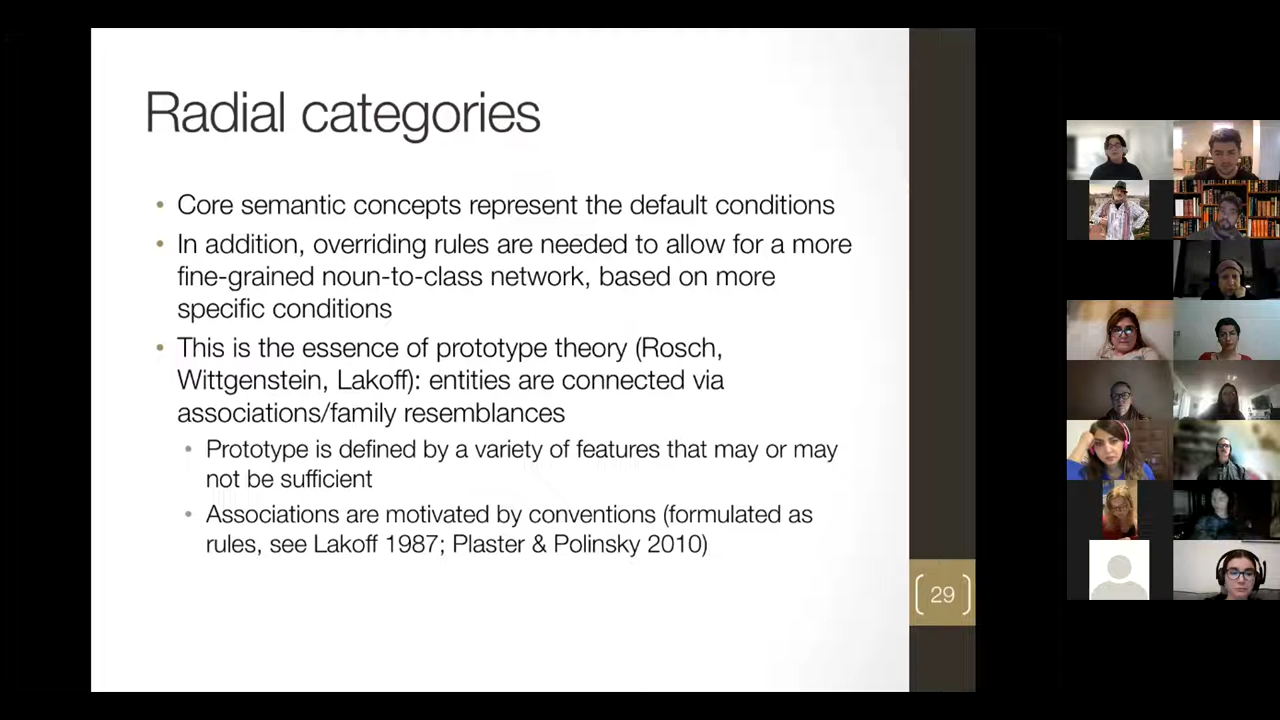 Radial categories
• Core semantic concepts represent the default conditions
• In addition, overriding rules are needed to allow for a more
fine-grained noun-to-class network, based on more
specific conditions
• This is the essence of prototype theory (Rosch,
Wittgenstein, Lakoff): entities are connected via
associations/family resemblances
• Prototype is defined by a variety of features that may or may
not be sufficient
• Associations are motivated by conventions (formulated as
rules, see Lakoff 1987; Plaster & Polinsky 2010)
29